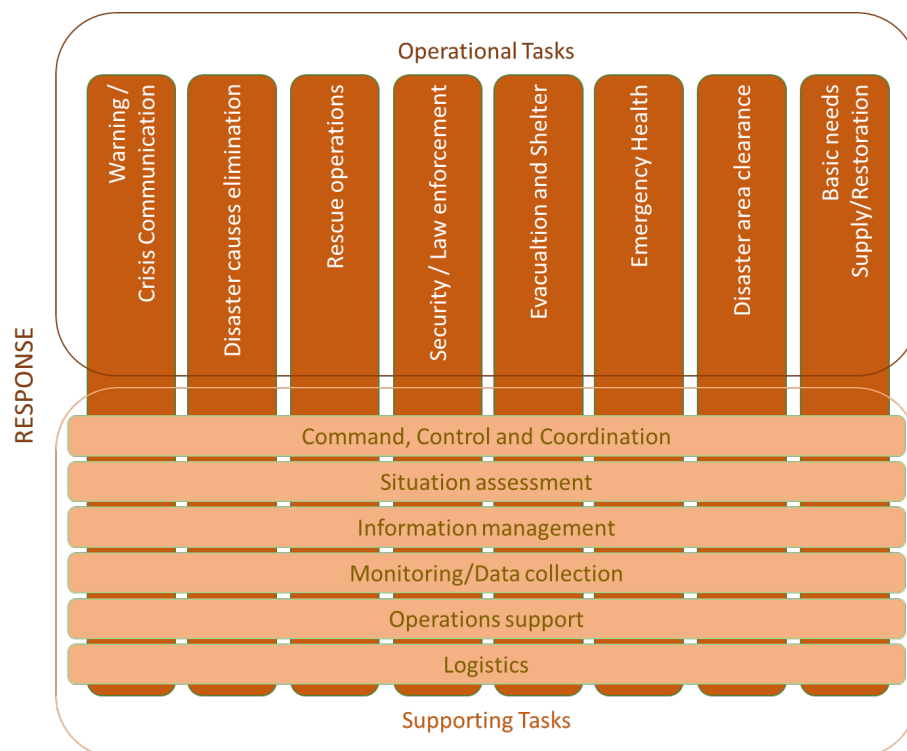 Operational Tasks
Warning /
Crisis Communication
Disaster causes elimination
Rescue operations
Security / Law enforcement
Evacualtion and Shelter
Emergency Health
Disaster area clearance
Basic needs
Supply/Restoration
RESPONSE
Command, Control and Coordination
Situation assessment
Information management
Monitoring/Data collection
Operations support
Logistics
Supporting Tasks